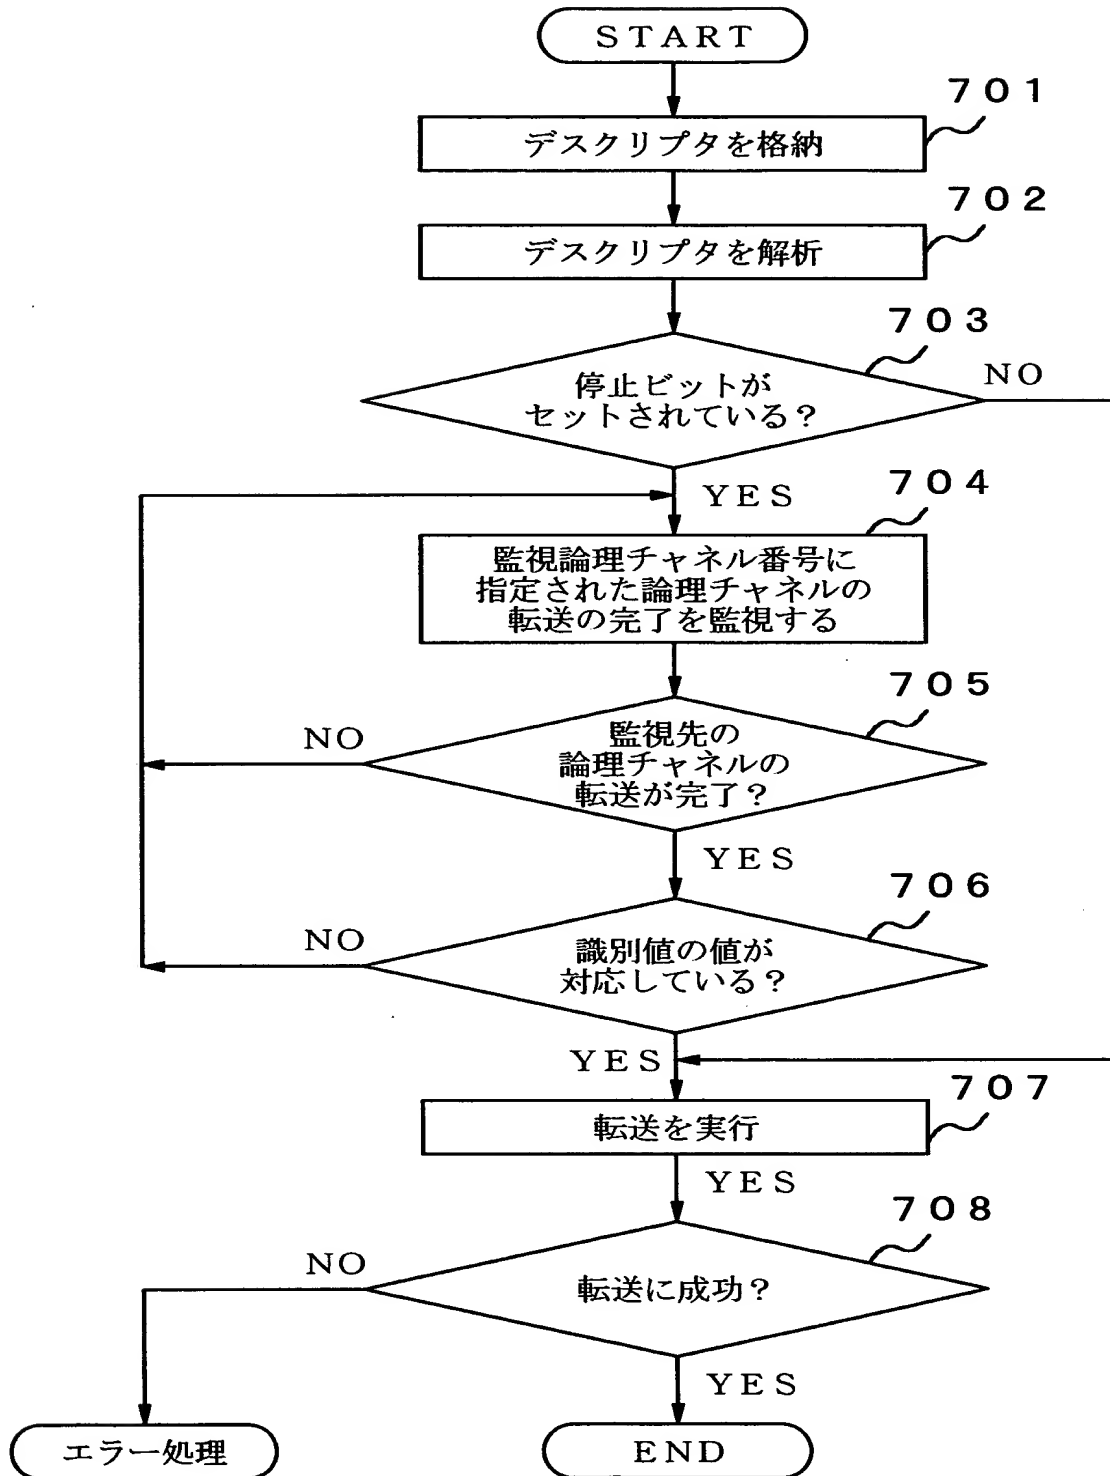 START
701
デスクリプタを格納
702
デスクリプタを解析
703
停止ビットが
セットされている？
NO
YES
704
監視論理チャネル番号に
指定された論理チャネルの
転送の完了を監視する
705
NO
監視先の
論理チャネルの
転送が完了？
YES
706
NO
識別値の値が
対応している？
YES
707
転送を実行
YES
708
NO
転送に成功？
YES
エラー処理
END